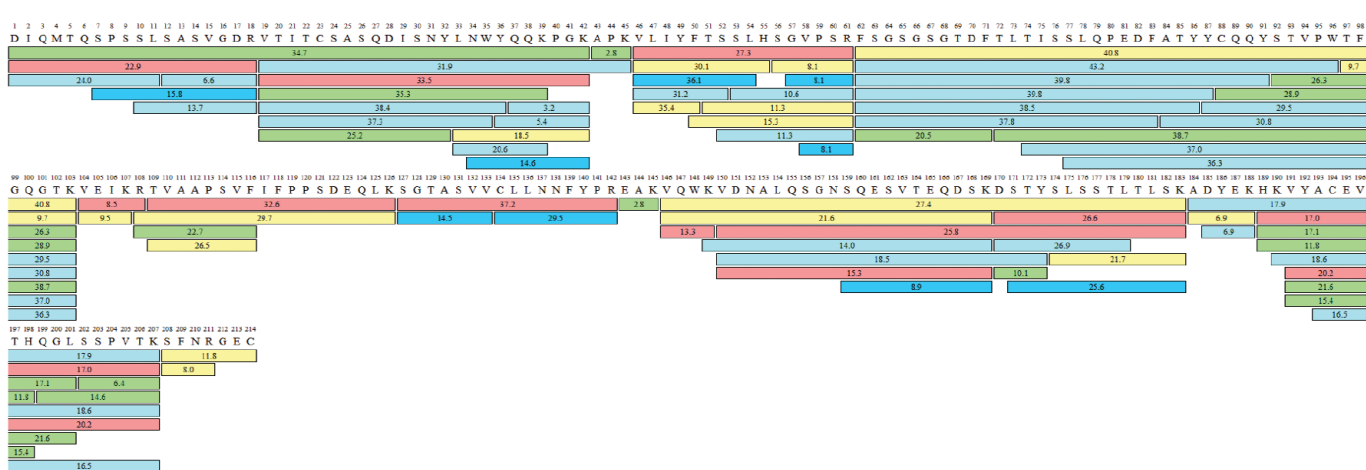 1 2 3 4 5 6 7 8 9 10 11 12 13 14 15 16 17 18 19 20 21 22 23 24 25 26 27 28 29 30 31 32 33 34 35 36 37 38 39 40 41 42 43 44 45 46 47 48 49 50 51 52 53 54 55 56 57 58 59 60 61 62 63 64 65 66 67 68 69 70 71 72 73 74 75 76 77 78 79 80 81 82 83 84 85 86 87 88 89 90 91 92 93 94 95 96 97 98
D I Q M T Q S P S S L S A S V G D R V T I T C S A S Q D I S N Y L N W Y Q Q K P G K A P K V L I Y F T S S L H S G V P S R F S G S G S G T D F T L T I S S L Q P E D F A T Y Y C Q Q Y S T V P W T F
34.7 2.8 27.3 40.8
22.9 31.9 30.1 8.1 43.2 9.7
24.0 6.6 33.5 36.1 8.1 39.8 26.3
15.8 35.3 31.2 10.6 39.8 28.9
13.7 38.4 3.2 35.4 11.3 38.5 29.5
37.3 5.4 15.3 37.8 30.8
25.2 18.5 11.3 20.5 38.7
20.6 8.1 37.0
14.6 36.3
99 100 101 102 103 104 105 106 107 108 109 110 111 112 113 114 115 116 117 118 119 120 121 122 123 124 125 126 127 128 129 130 131 132 133 134 135 136 137 138 139 140 141 142 143 144 145 146 147 148 149 150 151 152 153 154 155 156 157 158 159 160 161 162 163 164 165 166 167 168 169 170 171 172 173 174 175 176 177 178 179 180 181 182 183 184 185 186 187 188 189 190 191 192 193 194 195 196
G Q G T K V E I K R T V A A P S V F I F P P S D E Q L K S G T A S V V C L L N N F Y P R E A K V Q W K V D N A L Q S G N S Q E S V T E Q D S K D S T Y S L S S T L T L S K A D Y E K H K V Y A C E V
40.8 8.5 32.6 37.2 2.8 27.4 17.9
9.7 9.5 29.7 14.5 29.5 21.6 26.6 6.9 17.0
26.3 22.7 13.3 25.8 6.9 17.1
28.9 26.5 14.0 26.9 11.8
29.5 18.5 21.7 18.6
30.8 15.3 10.1 20.2
38.7 8.9 25.6 21.6
37.0 15.4
36.3 16.5
197 198 199 200 201 202 203 204 205 206 207 208 209 210 211 212 213 214
T H Q G L S S P V T K S F N R G E C
17.9 11.8
17.0 8.0
17.1 6.4
11.8 14.6
18.6
20.2
21.6
15.4
16.5